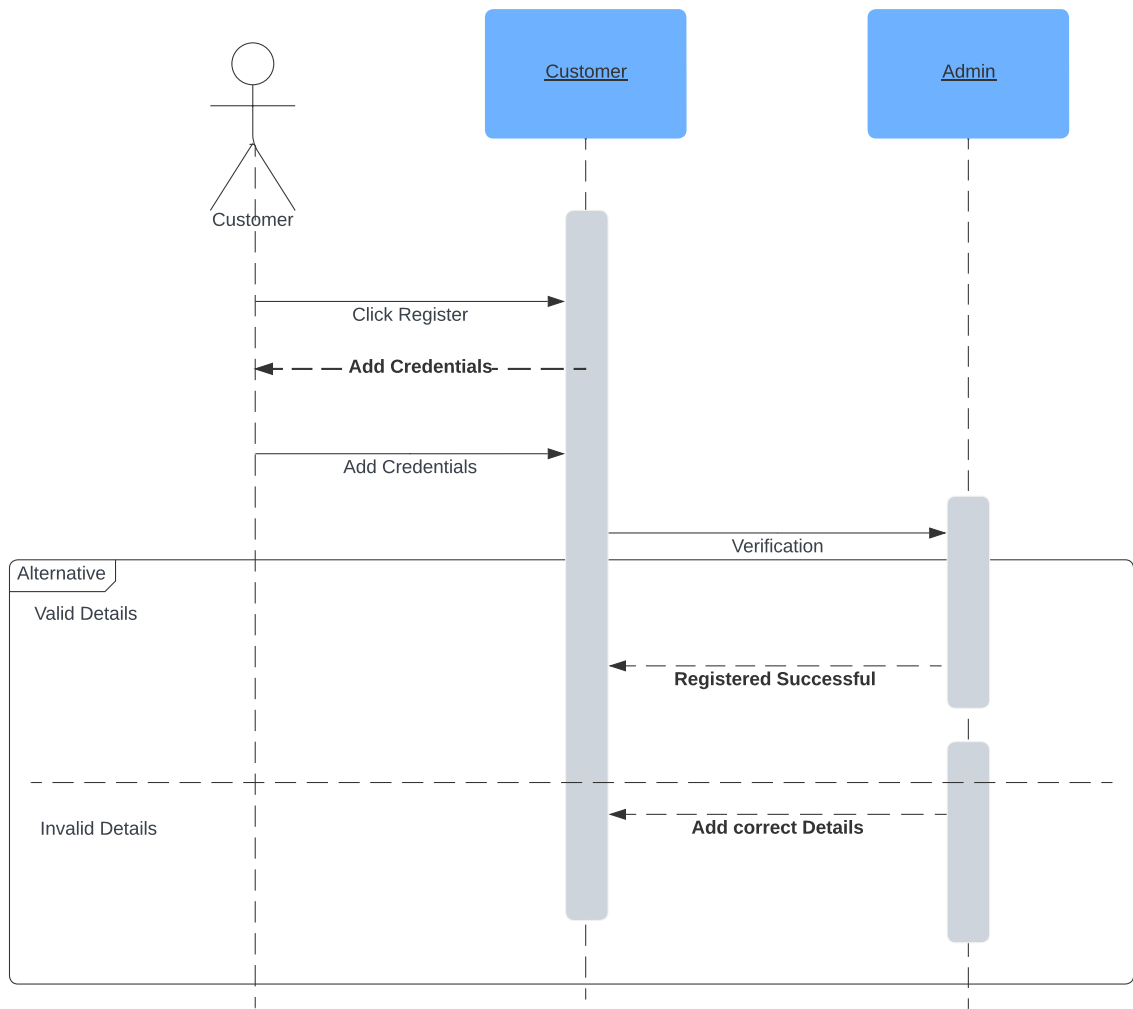 Customer
Admin
Customer
Click Register
Add Credentials
Add Credentials
Verification
Alternative
Valid Details
Registered Successful
Add correct Details
Invalid Details